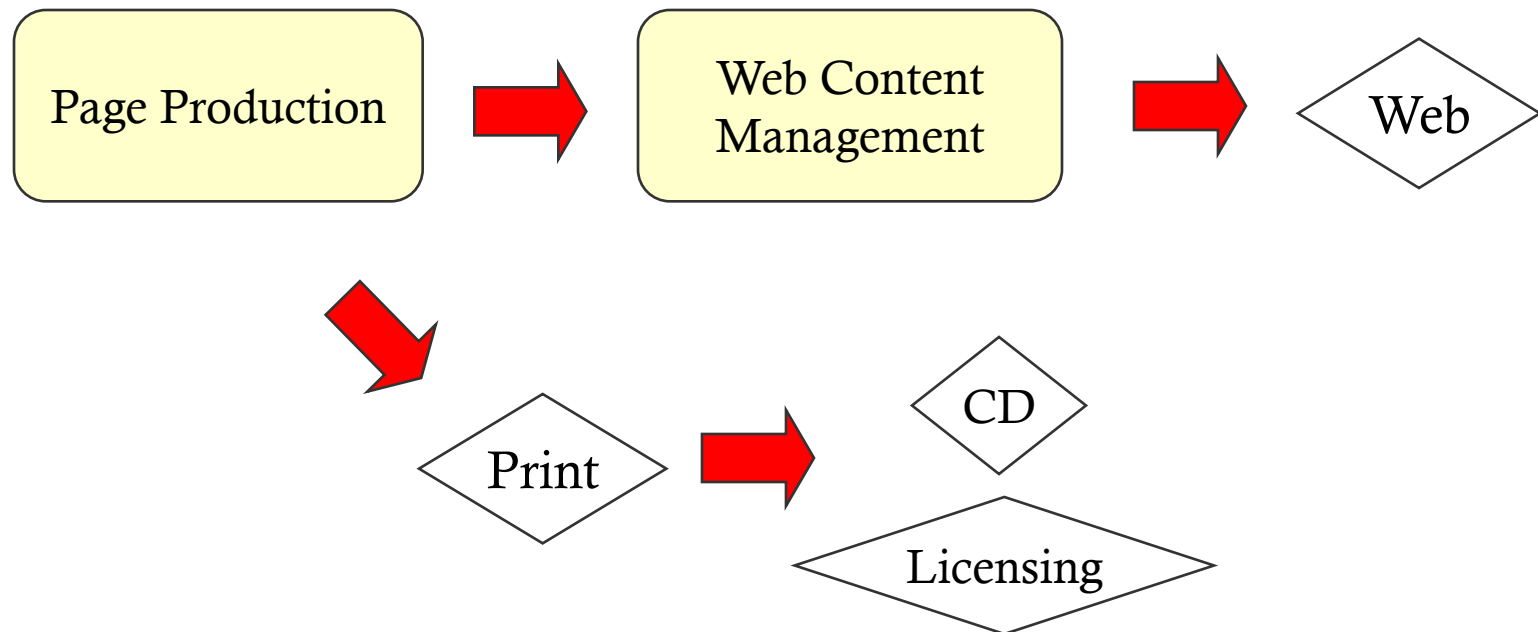 Page Production
Web Content
Management
Web
Print
CD
Licensing